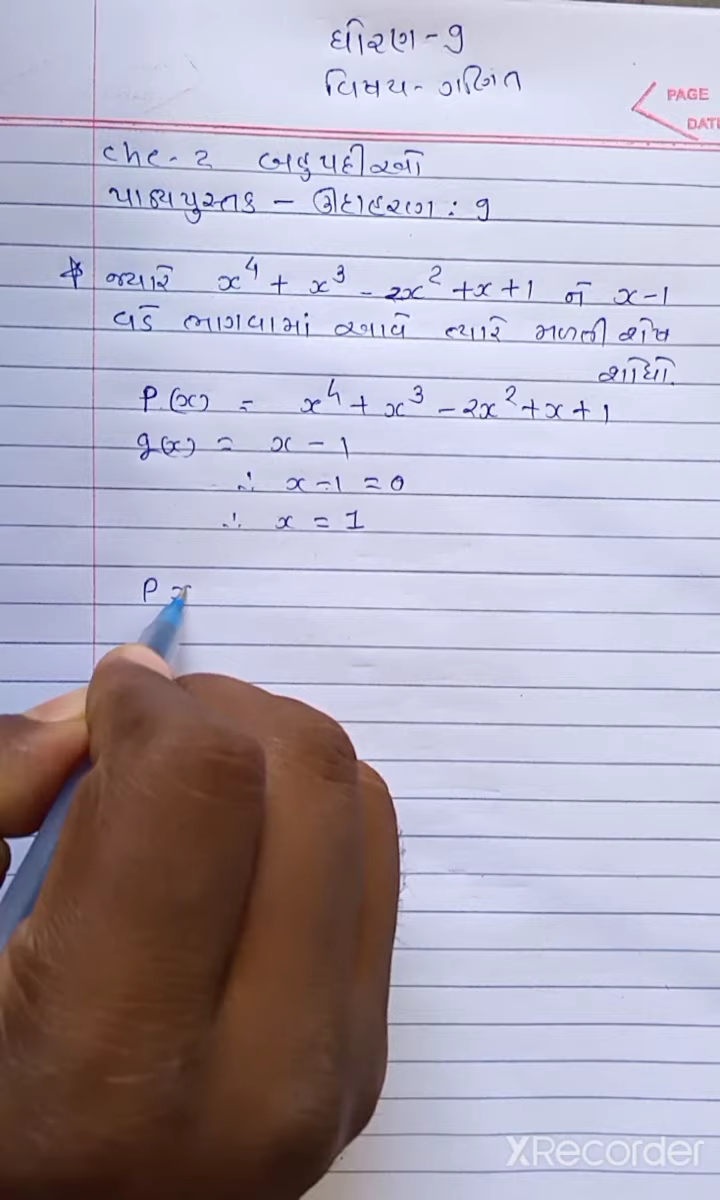 ધોરણ - 9
વિષય - ગણિત
PAGE
DATE
che - 2 બહુપદીઓ
પાઠ્યપુસ્તક - ઊદાહરણ : 9
* જ્યારે x⁴ + x³ - 2x² + x + 1 ને x - 1
વડે ભાગવામાં આવે ત્યારે મળતી શેષ
શોધો.
P(x) = x⁴ + x³ - 2x² + x + 1
g(x) = x - 1
∴ x - 1 = 0
∴ x = 1
P x
XRecorder